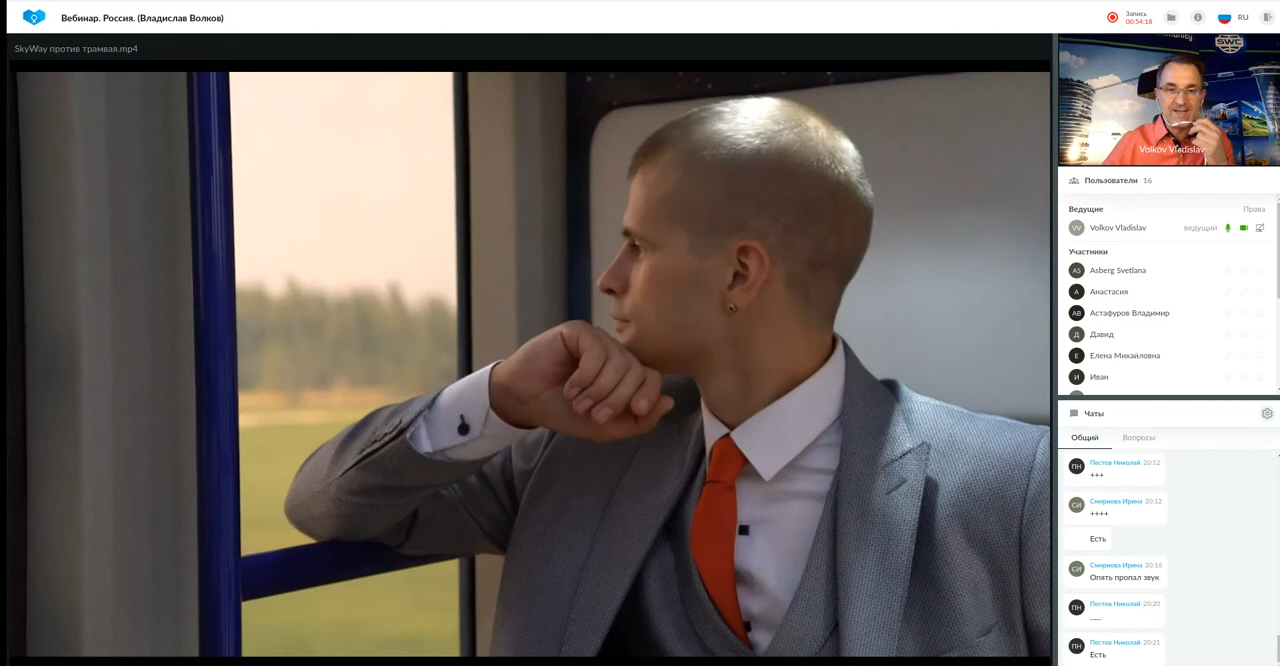 Вебинар. Россия. (Владислав Волков)
Запись
00:54:18
RU
SkyWay против трамвая.mp4
SWC
Volkov Vladislav
Пользователи 16
Ведущие Права
VV Volkov Vladislav ведущий
Участники
AS Asberg Svetlana
А Анастасия
АВ Астафуров Владимир
Д Давид
Е Елена Михайловна
И Иван
Чаты
Общий Вопросы
ПН Пестов Николай 20:12
+++
СИ Смирнова Ирина 20:12
++++
Есть
СИ Смирнова Ирина 20:16
Опять пропал звук
ПН Пестов Николай 20:20
ПН Пестов Николай 20:21
Есть